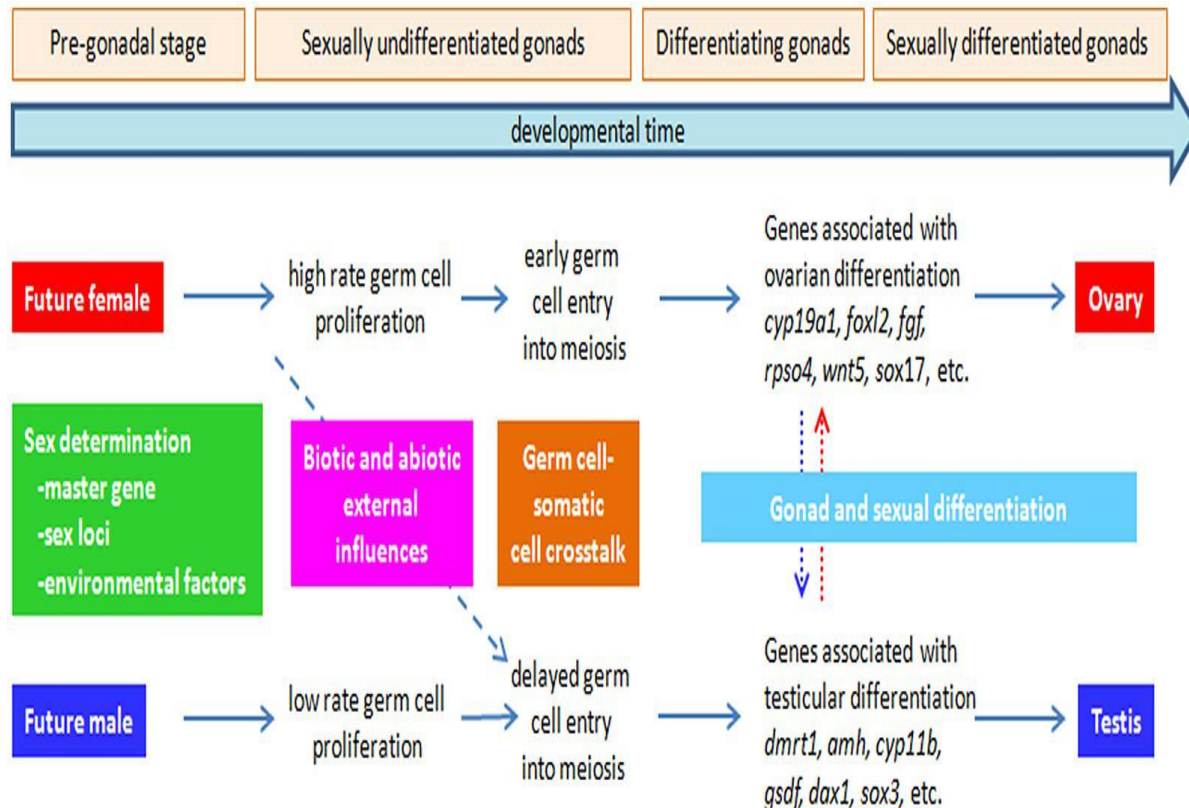 Pre-gonadal stage
Sexually undifferentiated gonads
Differentiating gonads
Sexually differentiated gonads
developmental time
Future female
high rate germ cell
proliferation
early germ
cell entry
into meiosis
Genes associated with
ovarian differentiation
cyp19a1, foxl2, fgf,
rpso4, wnt5, sox17, etc.
Ovary
Sex determination
-master gene
-sex loci
-environmental factors
Biotic and abiotic
external
influences
Germ cell-
somatic
cell crosstalk
Gonad and sexual differentiation
Future male
low rate germ cell
proliferation
delayed germ
cell entry
into meiosis
Genes associated with
testicular differentiation
dmrt1, amh, cyp11b,
gsdf, dax1, sox3, etc.
Testis